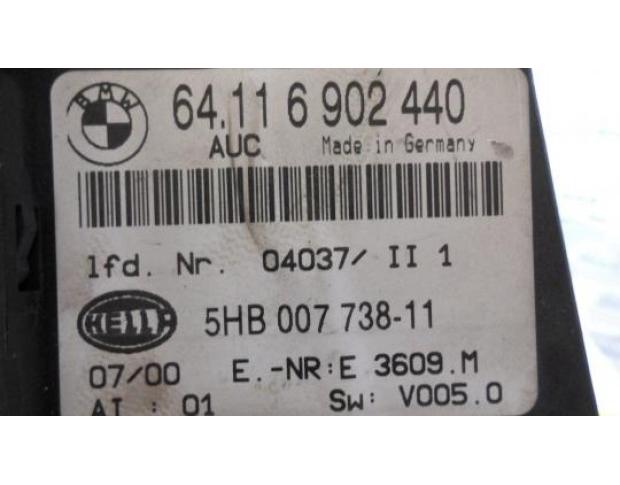 BMW
64.11 6 902 440
AUC Made in Germany
lfd. Nr. 04037/ II 1
HELLA 5HB 007 738-11
07/00 E.-NR:E 3609.M
AI : 01 SW: V005.0